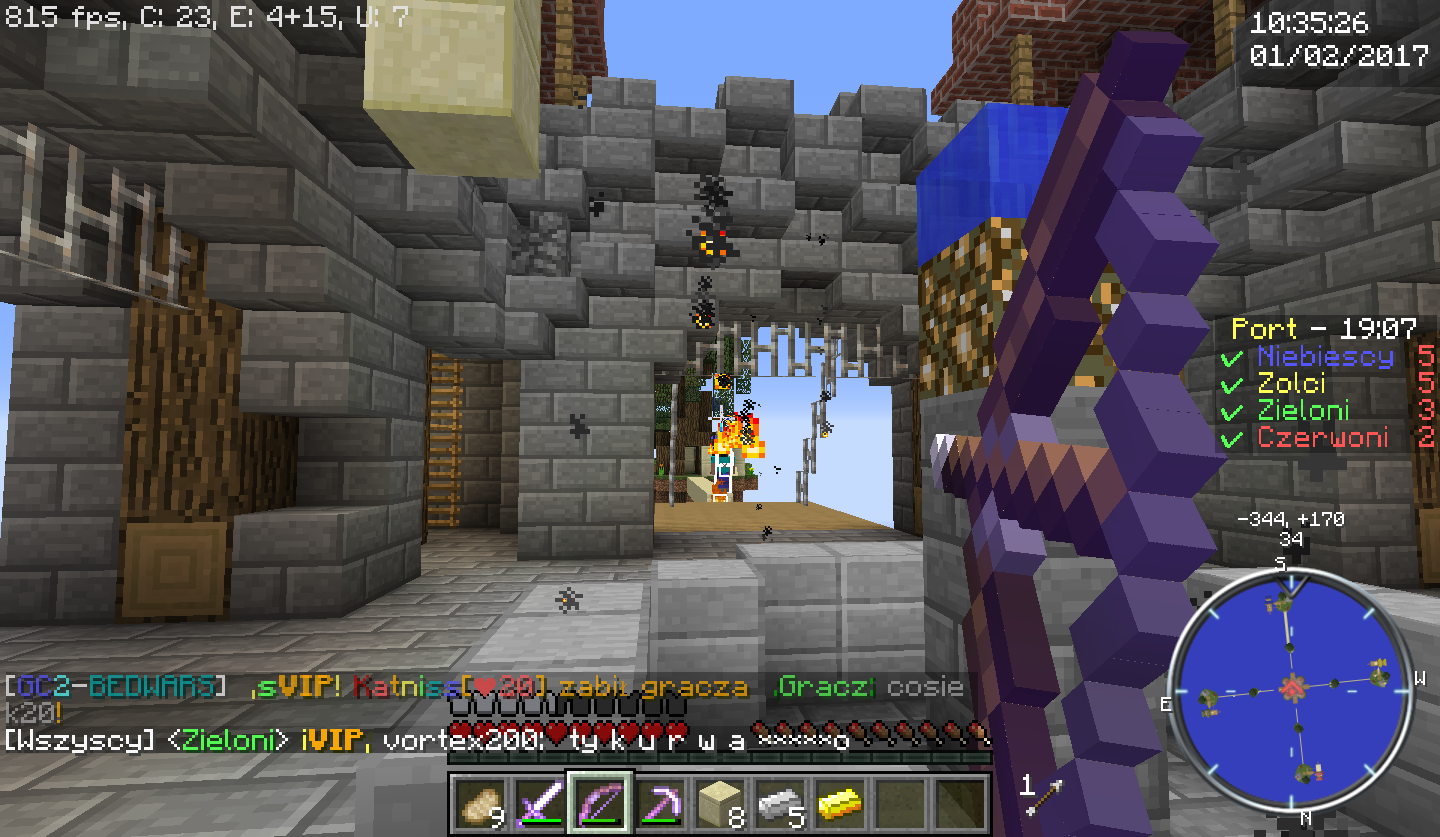 815 fps, C: 23, E: 4+15, U: 7
10:35:26
01/02/2017
Port - 19:07
✓ Niebiescy 5
✓ Zolci 5
✓ Zieloni 3
✓ Czerwoni 2
-344, +170
34
S
W
E
N
[GC2-BEDWARS] ,sVIP! Katniss[❤20] zabił gracza ,Gracz: cosie
k20!
[Wszyscy] <Zieloni> iVIP, vortex200: ty k u r w a
9
8
5
1